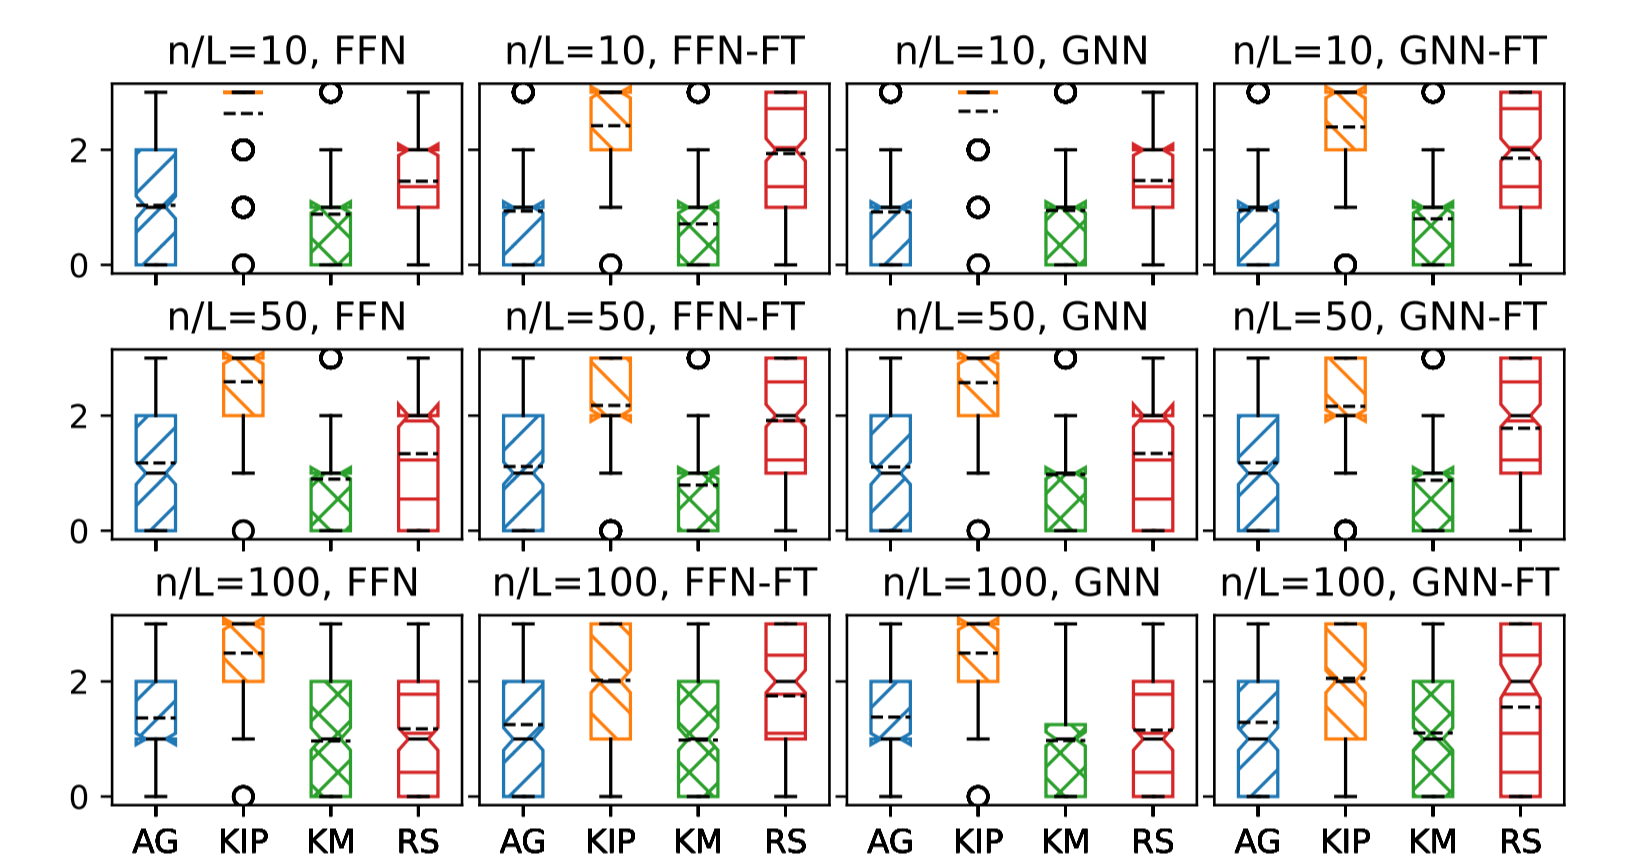 n/L=10, FFN n/L=10, FFN-FT n/L=10, GNN n/L=10, GNN-FT
2
0
n/L=50, FFN n/L=50, FFN-FT n/L=50, GNN n/L=50, GNN-FT
2
0
n/L=100, FFN n/L=100, FFN-FT n/L=100, GNN n/L=100, GNN-FT
2
0
AG KIP KM RS AG KIP KM RS AG KIP KM RS AG KIP KM RS